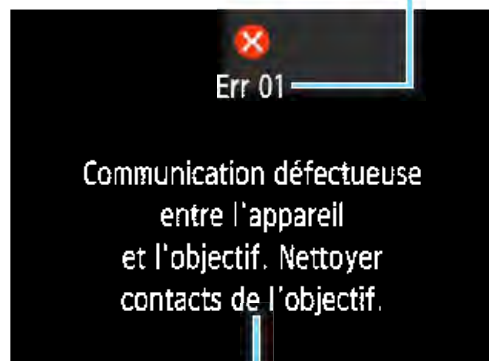 Err 01
Communication défectueuse
entre l'appareil
et l'objectif. Nettoyer
contacts de l'objectif.